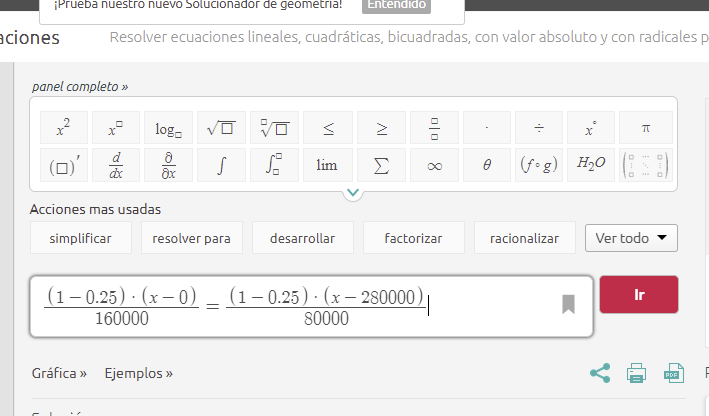 ¡Prueba nuestro nuevo Solucionador de geometría! Entendido
aciones Resolver ecuaciones lineales, cuadráticas, bicuadradas, con valor absoluto y con radicales p
panel completo »
x² x^□ log□ √□ □√□ ≤ ≥ □/□ · ÷ x° π
(□)′ d/dx ∂/∂x ∫ ∫□□ lim ∑ ∞ θ (f∘g) H₂O
Acciones mas usadas
simplificar resolver para desarrollar factorizar racionalizar Ver todo
(1−0.25)·(x−0)/160000 = (1−0.25)·(x−280000)/80000
Ir
Gráfica » Ejemplos »
PDF